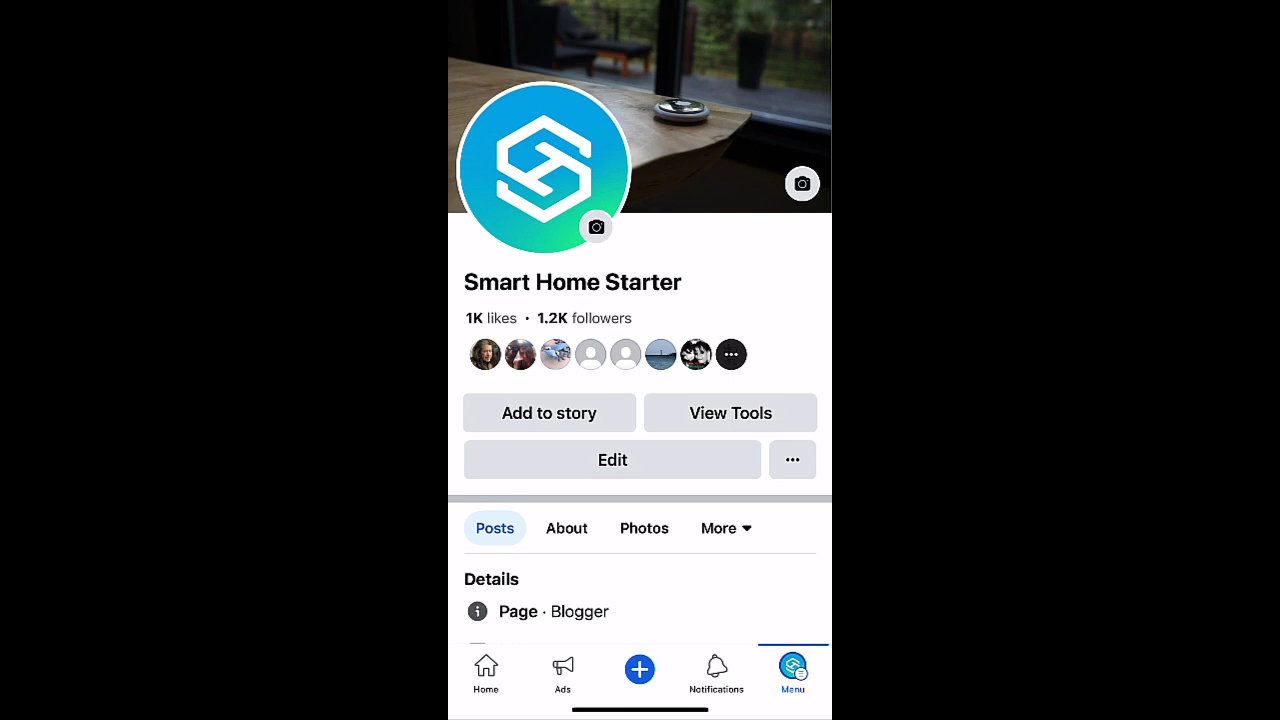 Smart Home Starter
1K likes · 1.2K followers
Add to story
View Tools
Edit
Posts
About
Photos
More
Details
Page · Blogger
Home
Ads
Notifications
Menu